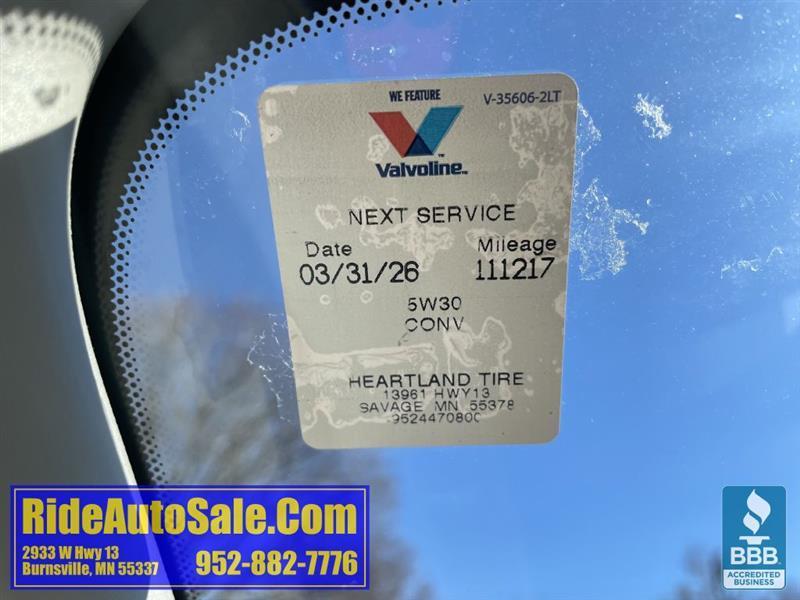 WE FEATURE
V-35606-2LT
Valvoline™
NEXT SERVICE
Date Mileage
03/31/26 111217
5W30
CONV
HEARTLAND TIRE
13961 HWY13
SAVAGE MN 55378
9524470800
RideAutoSale.Com
2933 W Hwy 13
Burnsville, MN 55337
952-882-7776
BBB
ACCREDITED
BUSINESS